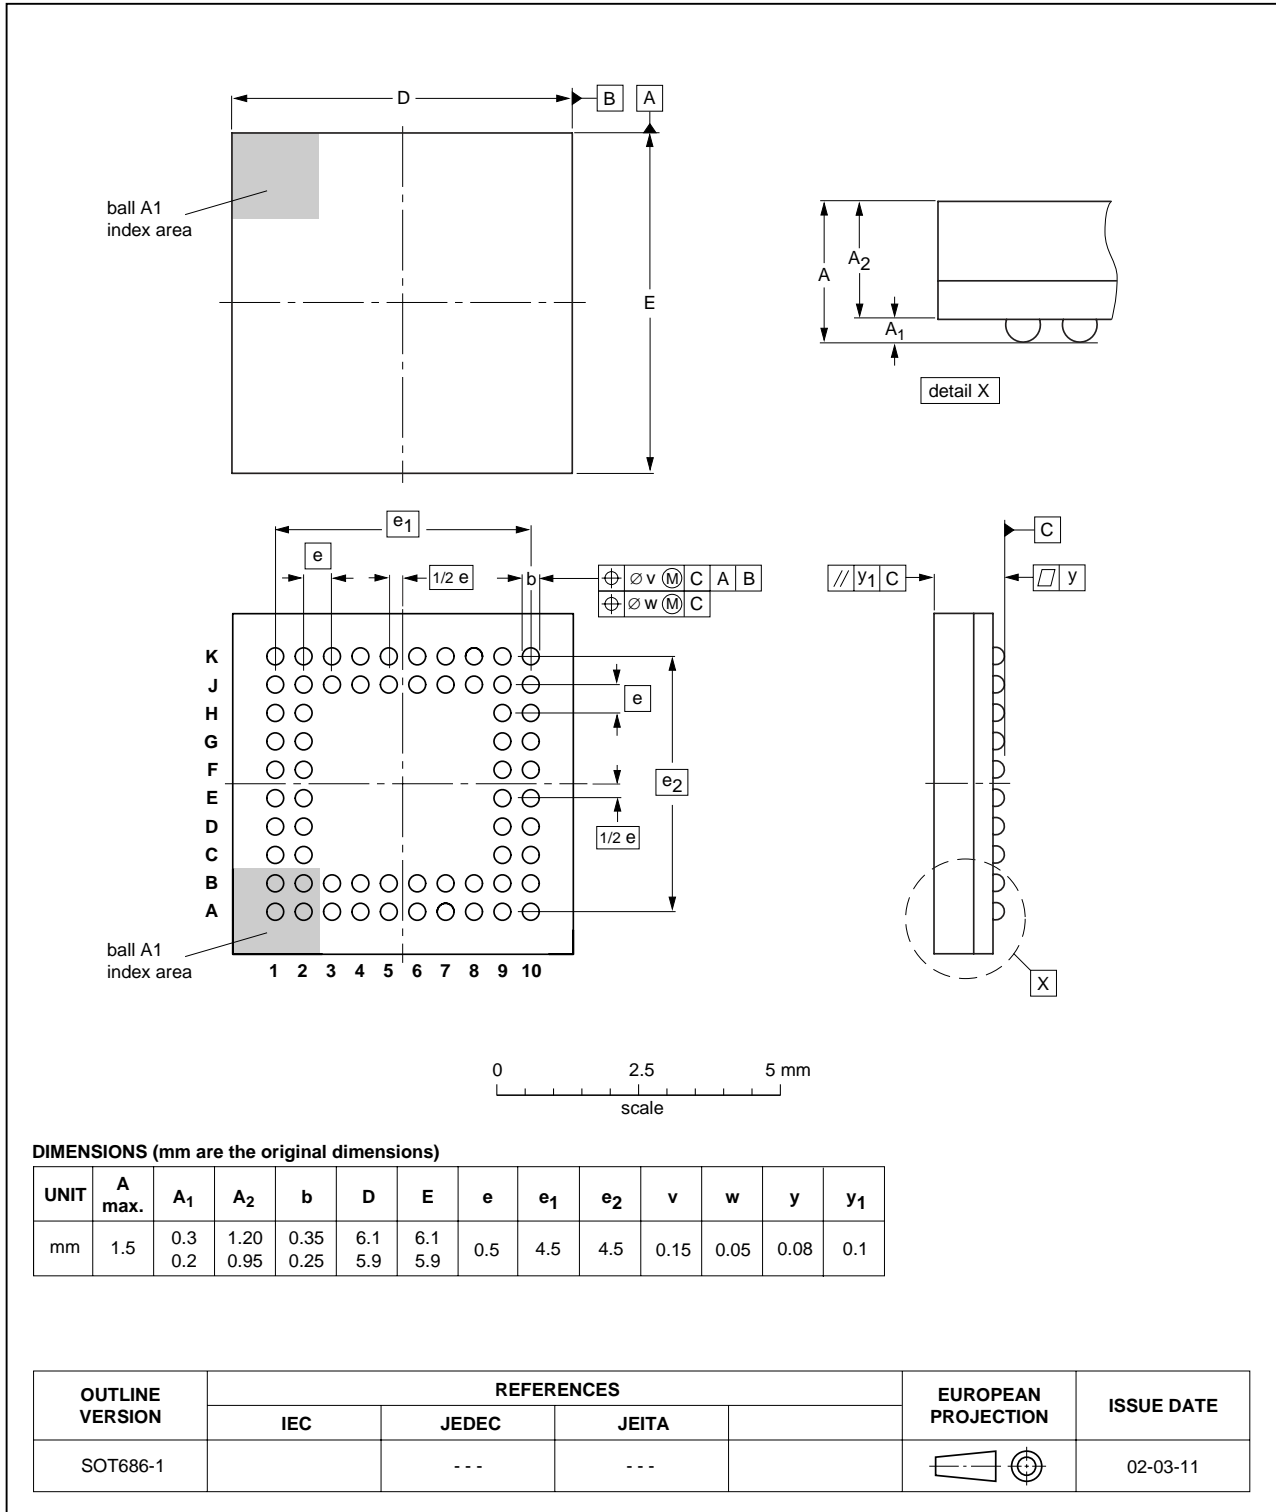 D
B
A
ball A1
index area
E
A
A2
A1
detail X
e1
e
1/2 e
b
⌖ ∅ v Ⓜ C A B
⌖ ∅ w Ⓜ C
C
// y1 C
▱ y
K
J
H
G
F
E
D
C
B
A
e
e2
1/2 e
ball A1
index area
1 2 3 4 5 6 7 8 9 10
X
0 2.5 5 mm
scale
DIMENSIONS (mm are the original dimensions)
UNIT A max. A1 A2 b D E e e1 e2 v w y y1
mm 1.5 0.3 0.2 1.20 0.95 0.35 0.25 6.1 5.9 6.1 5.9 0.5 4.5 4.5 0.15 0.05 0.08 0.1
OUTLINE VERSION REFERENCES EUROPEAN PROJECTION ISSUE DATE
IEC JEDEC JEITA
SOT686-1 - - - - - - 02-03-11